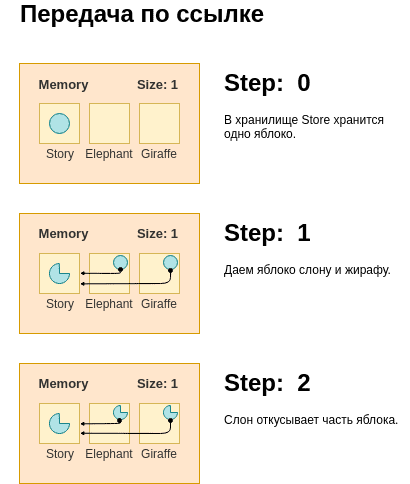 Передача по ссылке
Memory Size: 1
Story Elephant Giraffe
Step: 0
В хранилище Store хранится
одно яблоко.
Memory Size: 1
Story Elephant Giraffe
Step: 1
Даем яблоко слону и жирафу.
Memory Size: 1
Story Elephant Giraffe
Step: 2
Слон откусывает часть яблока.